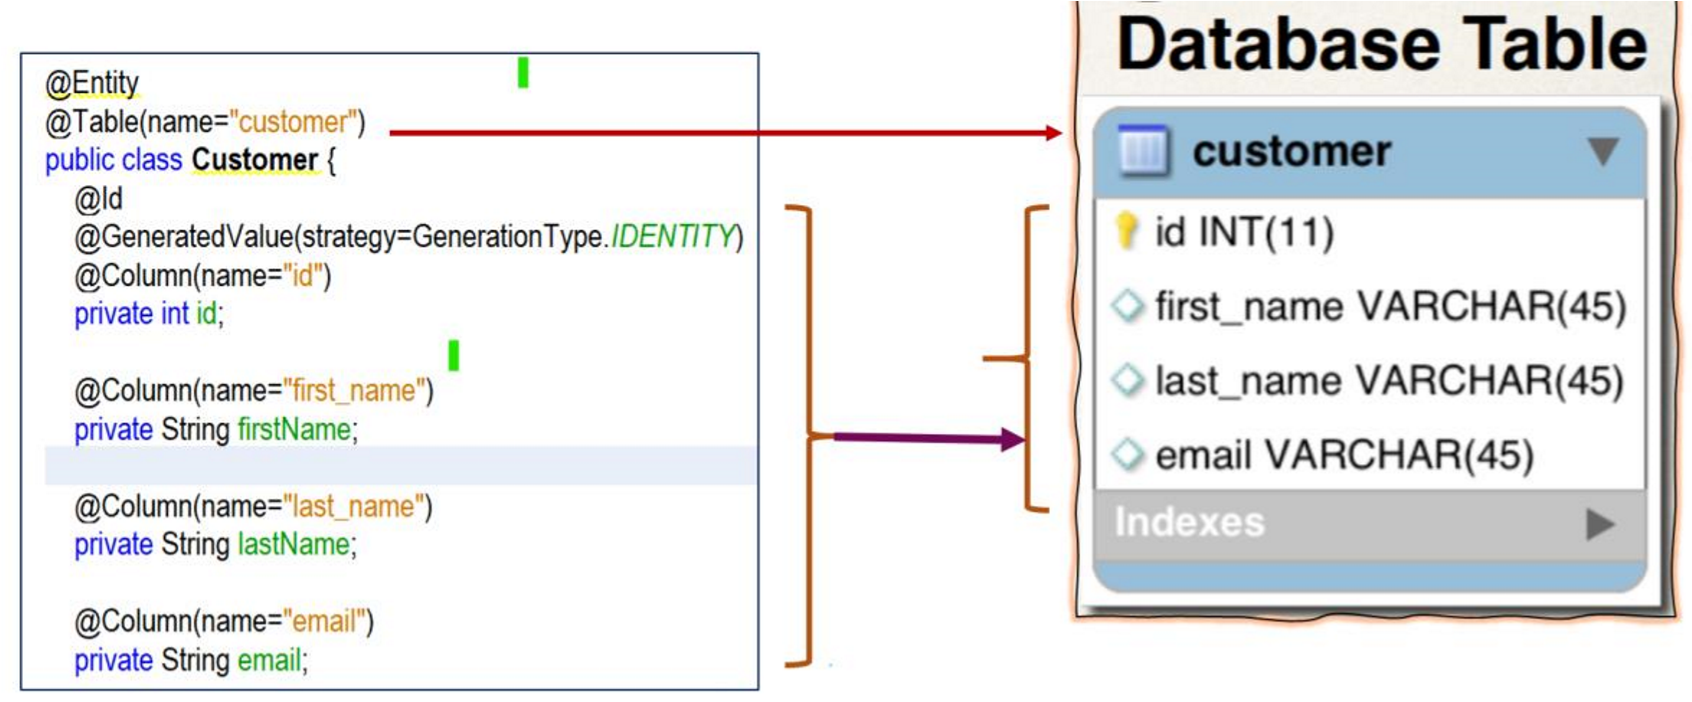 @Entity
@Table(name="customer")
public class Customer {
@Id
@GeneratedValue(strategy=GenerationType.IDENTITY)
@Column(name="id")
private int id;
@Column(name="first_name")
private String firstName;
@Column(name="last_name")
private String lastName;
@Column(name="email")
private String email;
Database Table
customer
id INT(11)
first_name VARCHAR(45)
last_name VARCHAR(45)
email VARCHAR(45)
Indexes